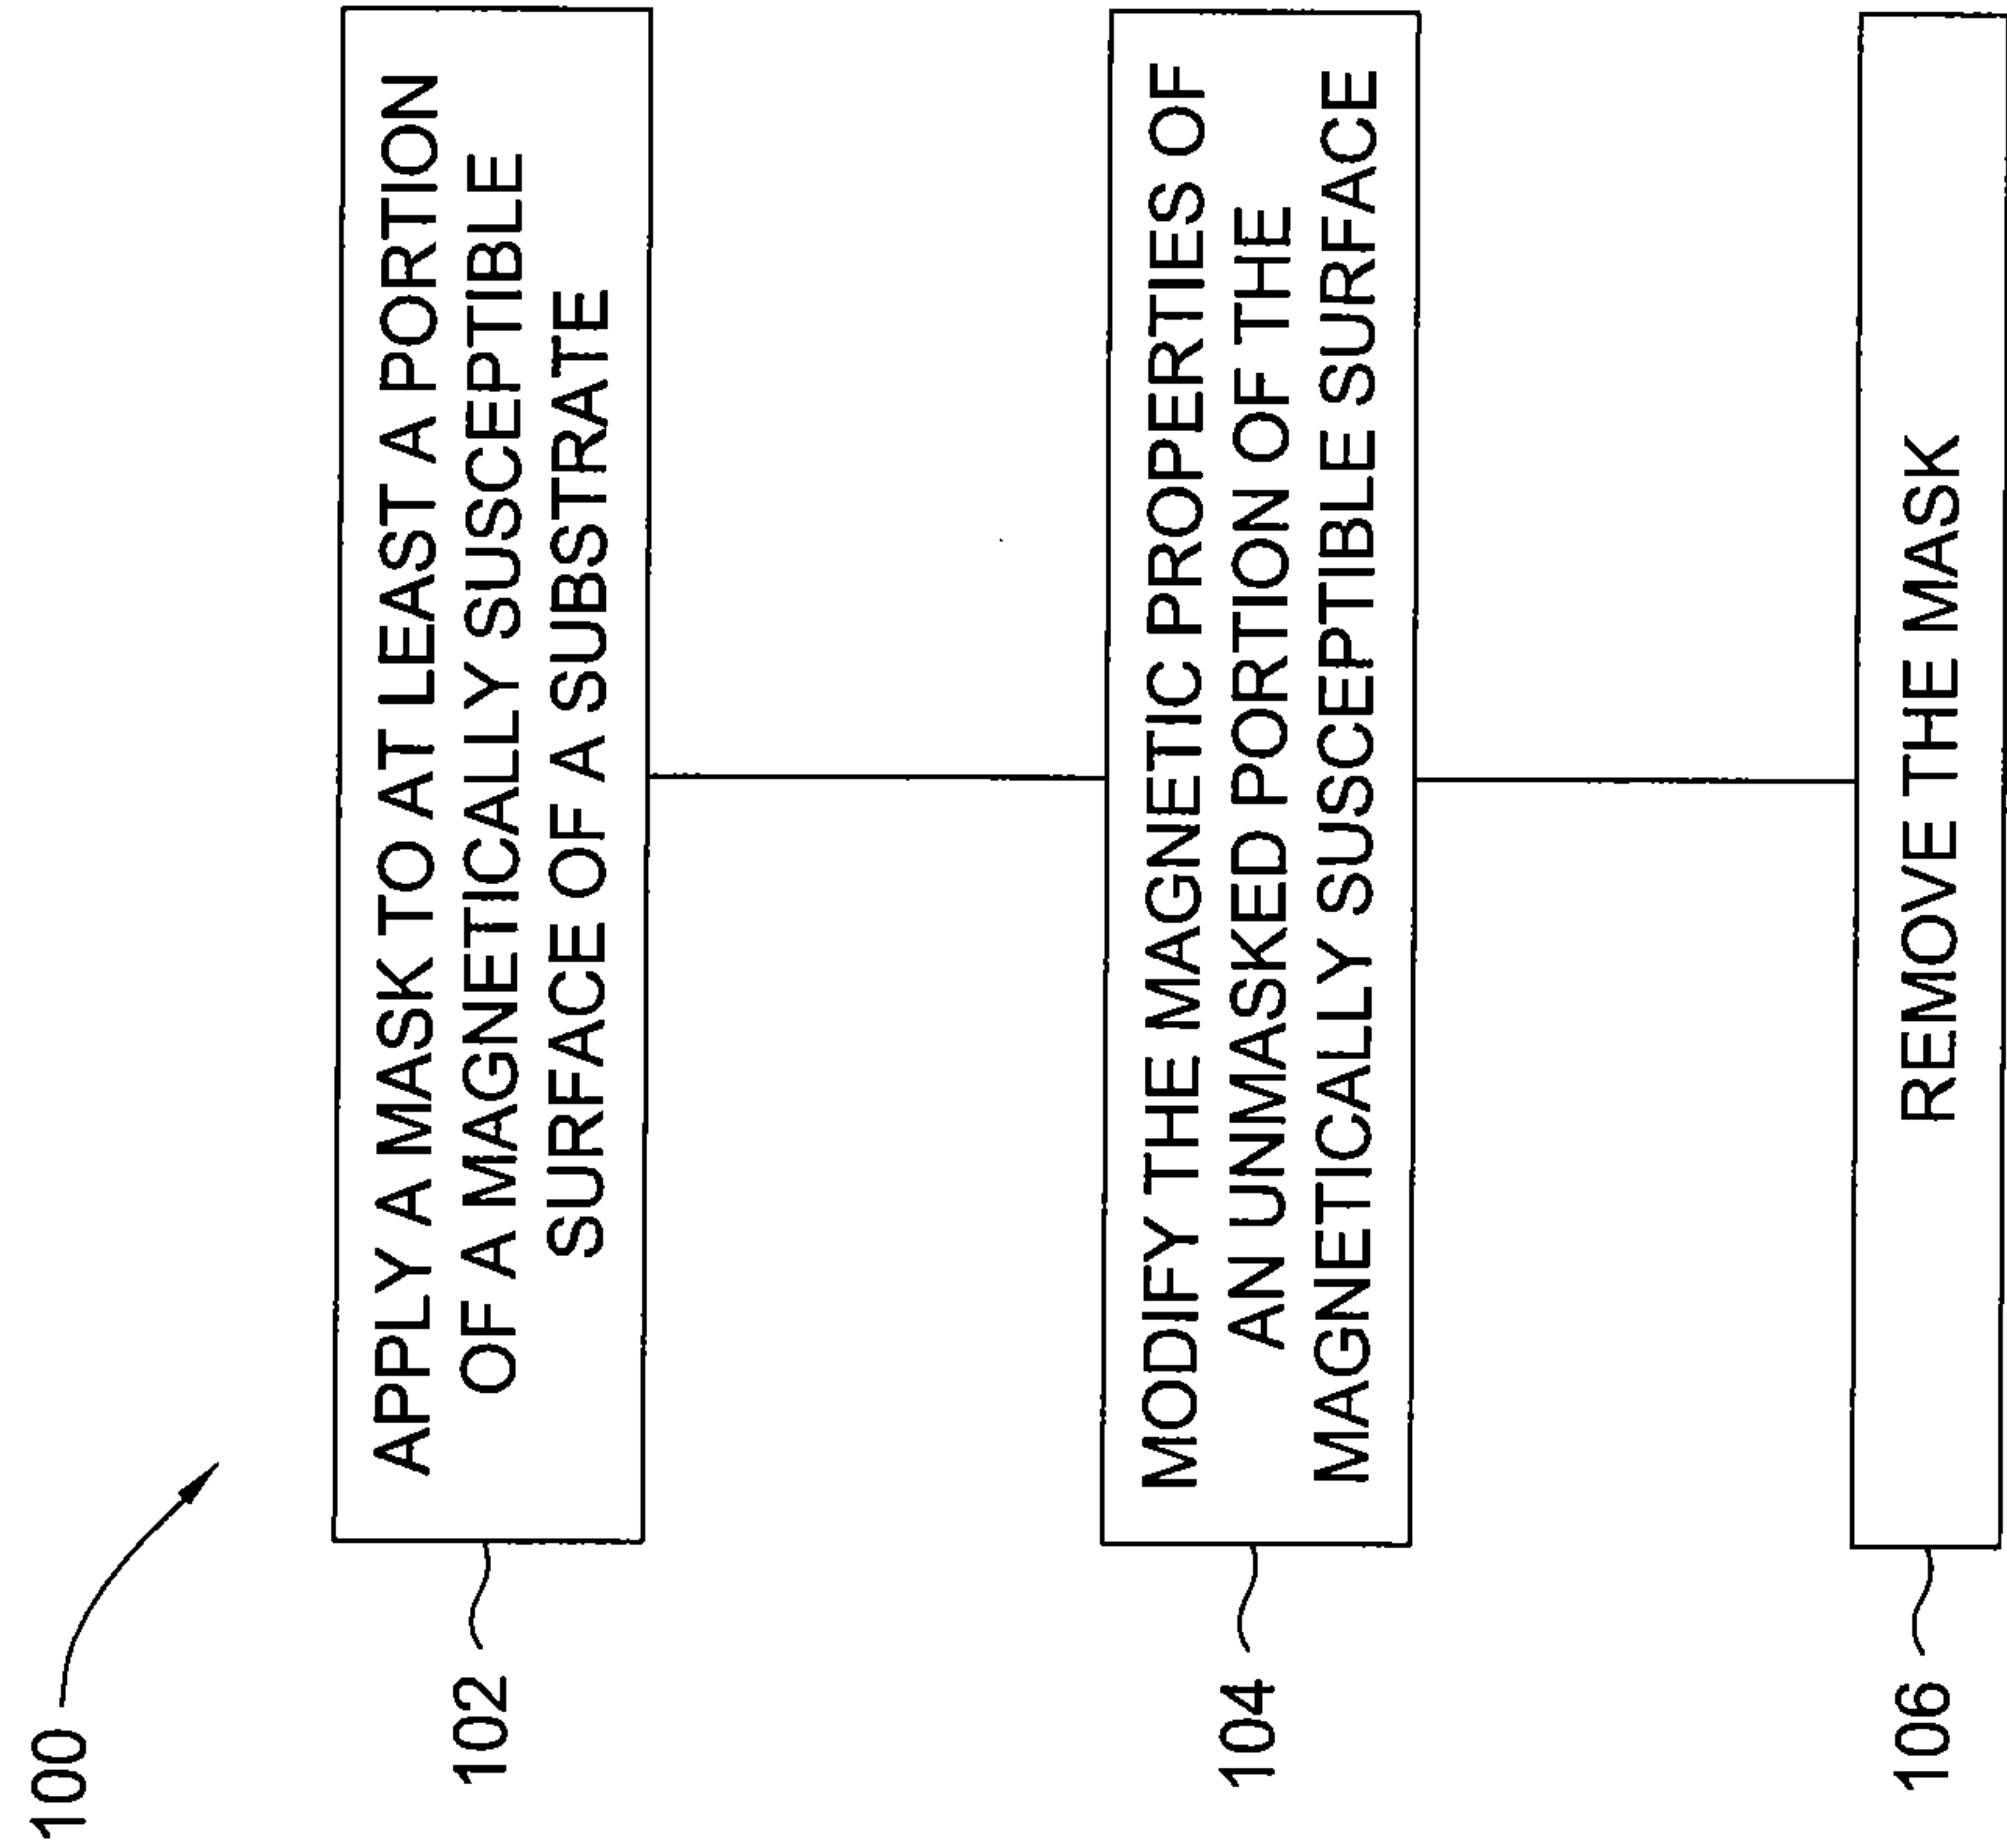 100
102
APPLY A MASK TO AT LEAST A PORTION
OF A MAGNETICALLY SUSCEPTIBLE
SURFACE OF A SUBSTRATE
104
MODIFY THE MAGNETIC PROPERTIES OF
AN UNMASKED PORTION OF THE
MAGNETICALLY SUSCEPTIBLE SURFACE
106
REMOVE THE MASK